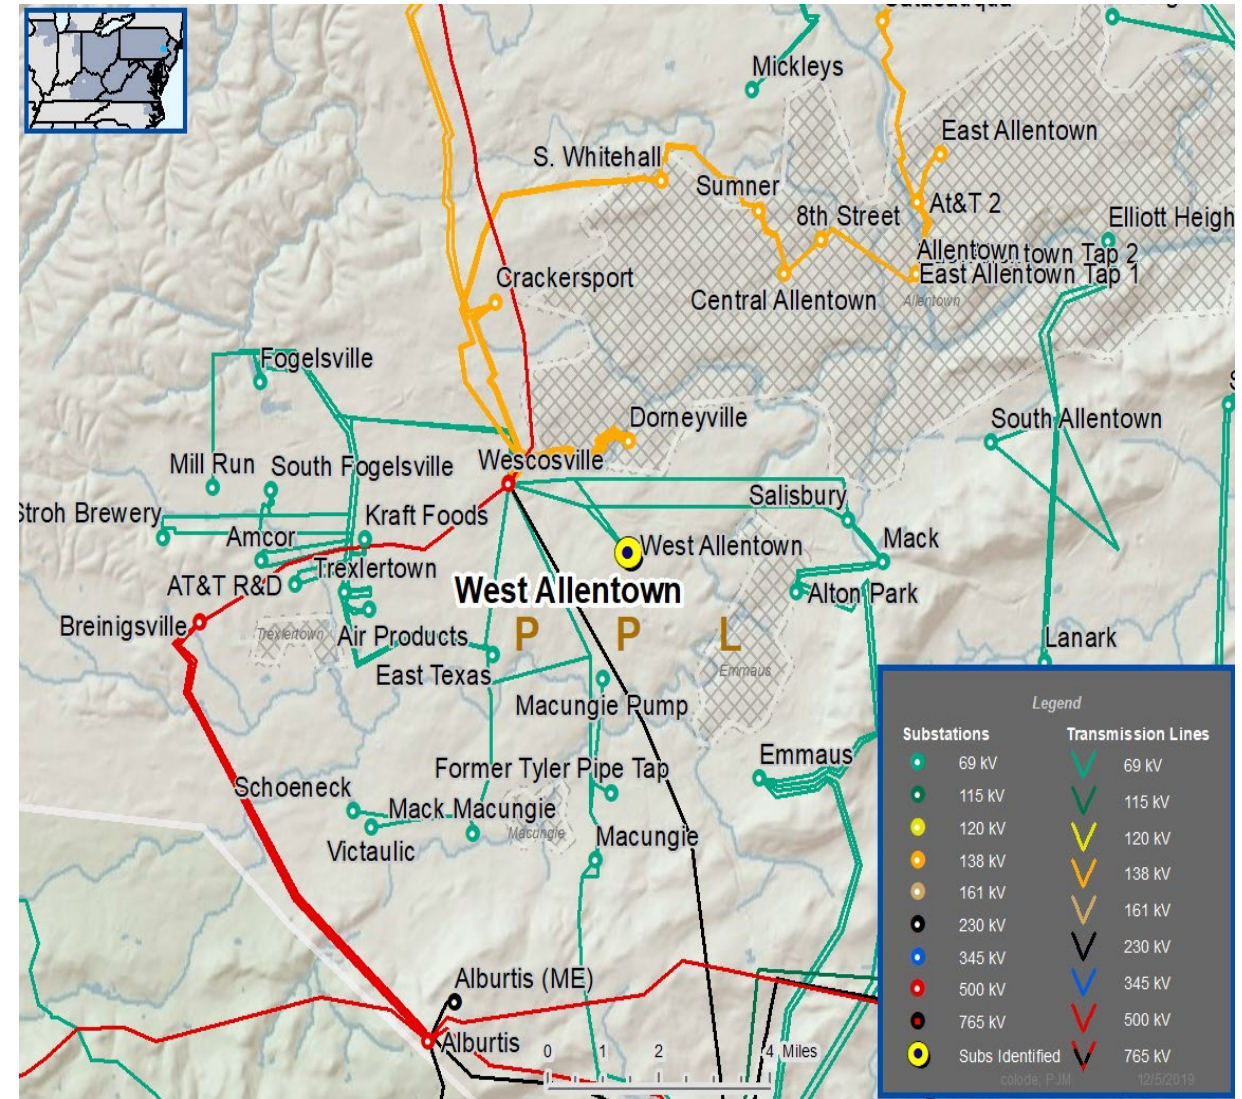 Mickleys
East Allentown
S. Whitehall
Sumner
At&T 2
8th Street
Elliott Heigh
Allentown
town Tap 2
East Allentown Tap 1
Crackersport
Central Allentown
Allentown
Fogelsville
Dorneyville
South Allentown
Wescosville
Mill Run
South Fogelsville
Salisbury
Stroh Brewery
Kraft Foods
Amcor
Mack
West Allentown
Trexlertown
AT&T R&D
West Allentown
Alton Park
Breinigsville
Trexlertown
Air Products
P P L
Lanark
East Texas
Emmaus
Macungie Pump
Emmaus
Former Tyler Pipe Tap
Schoeneck
Mack Macungie
Macungie
Macungie
Victaulic
Alburtis (ME)
Alburtis
0 1 2 4 Miles
Legend
Substations Transmission Lines
69 kV 69 kV
115 kV 115 kV
120 kV 120 kV
138 kV 138 kV
161 kV 161 kV
230 kV 230 kV
345 kV 345 kV
500 kV 500 kV
765 kV 765 kV
Subs Identified
colode; PJM 12/5/2019